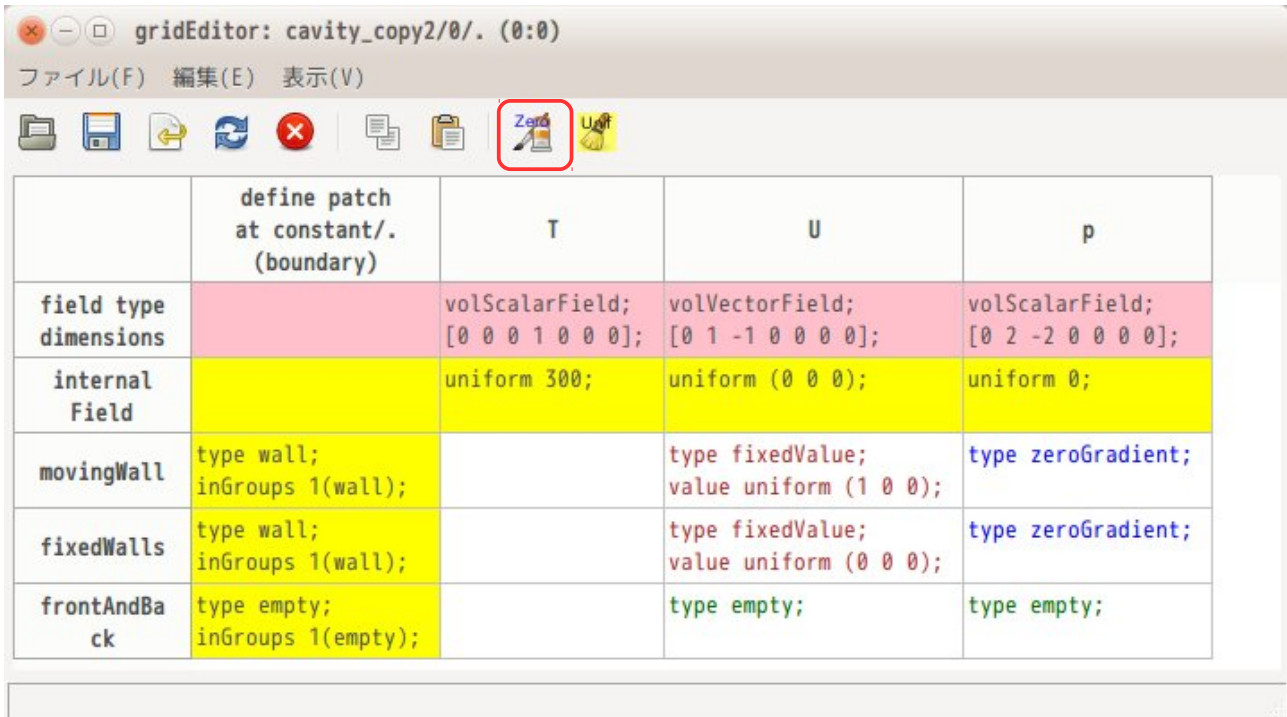 gridEditor: cavity_copy2/0/. (0:0)
ファイル(F) 編集(E) 表示(V)
Zero Unif
define patch
at constant/.
(boundary)
T
U
p
field type
dimensions
volScalarField;
[0 0 0 1 0 0 0];
volVectorField;
[0 1 -1 0 0 0 0];
volScalarField;
[0 2 -2 0 0 0 0];
internal
Field
uniform 300;
uniform (0 0 0);
uniform 0;
movingWall
type wall;
inGroups 1(wall);
type fixedValue;
value uniform (1 0 0);
type zeroGradient;
fixedWalls
type wall;
inGroups 1(wall);
type fixedValue;
value uniform (0 0 0);
type zeroGradient;
frontAndBa
ck
type empty;
inGroups 1(empty);
type empty;
type empty;